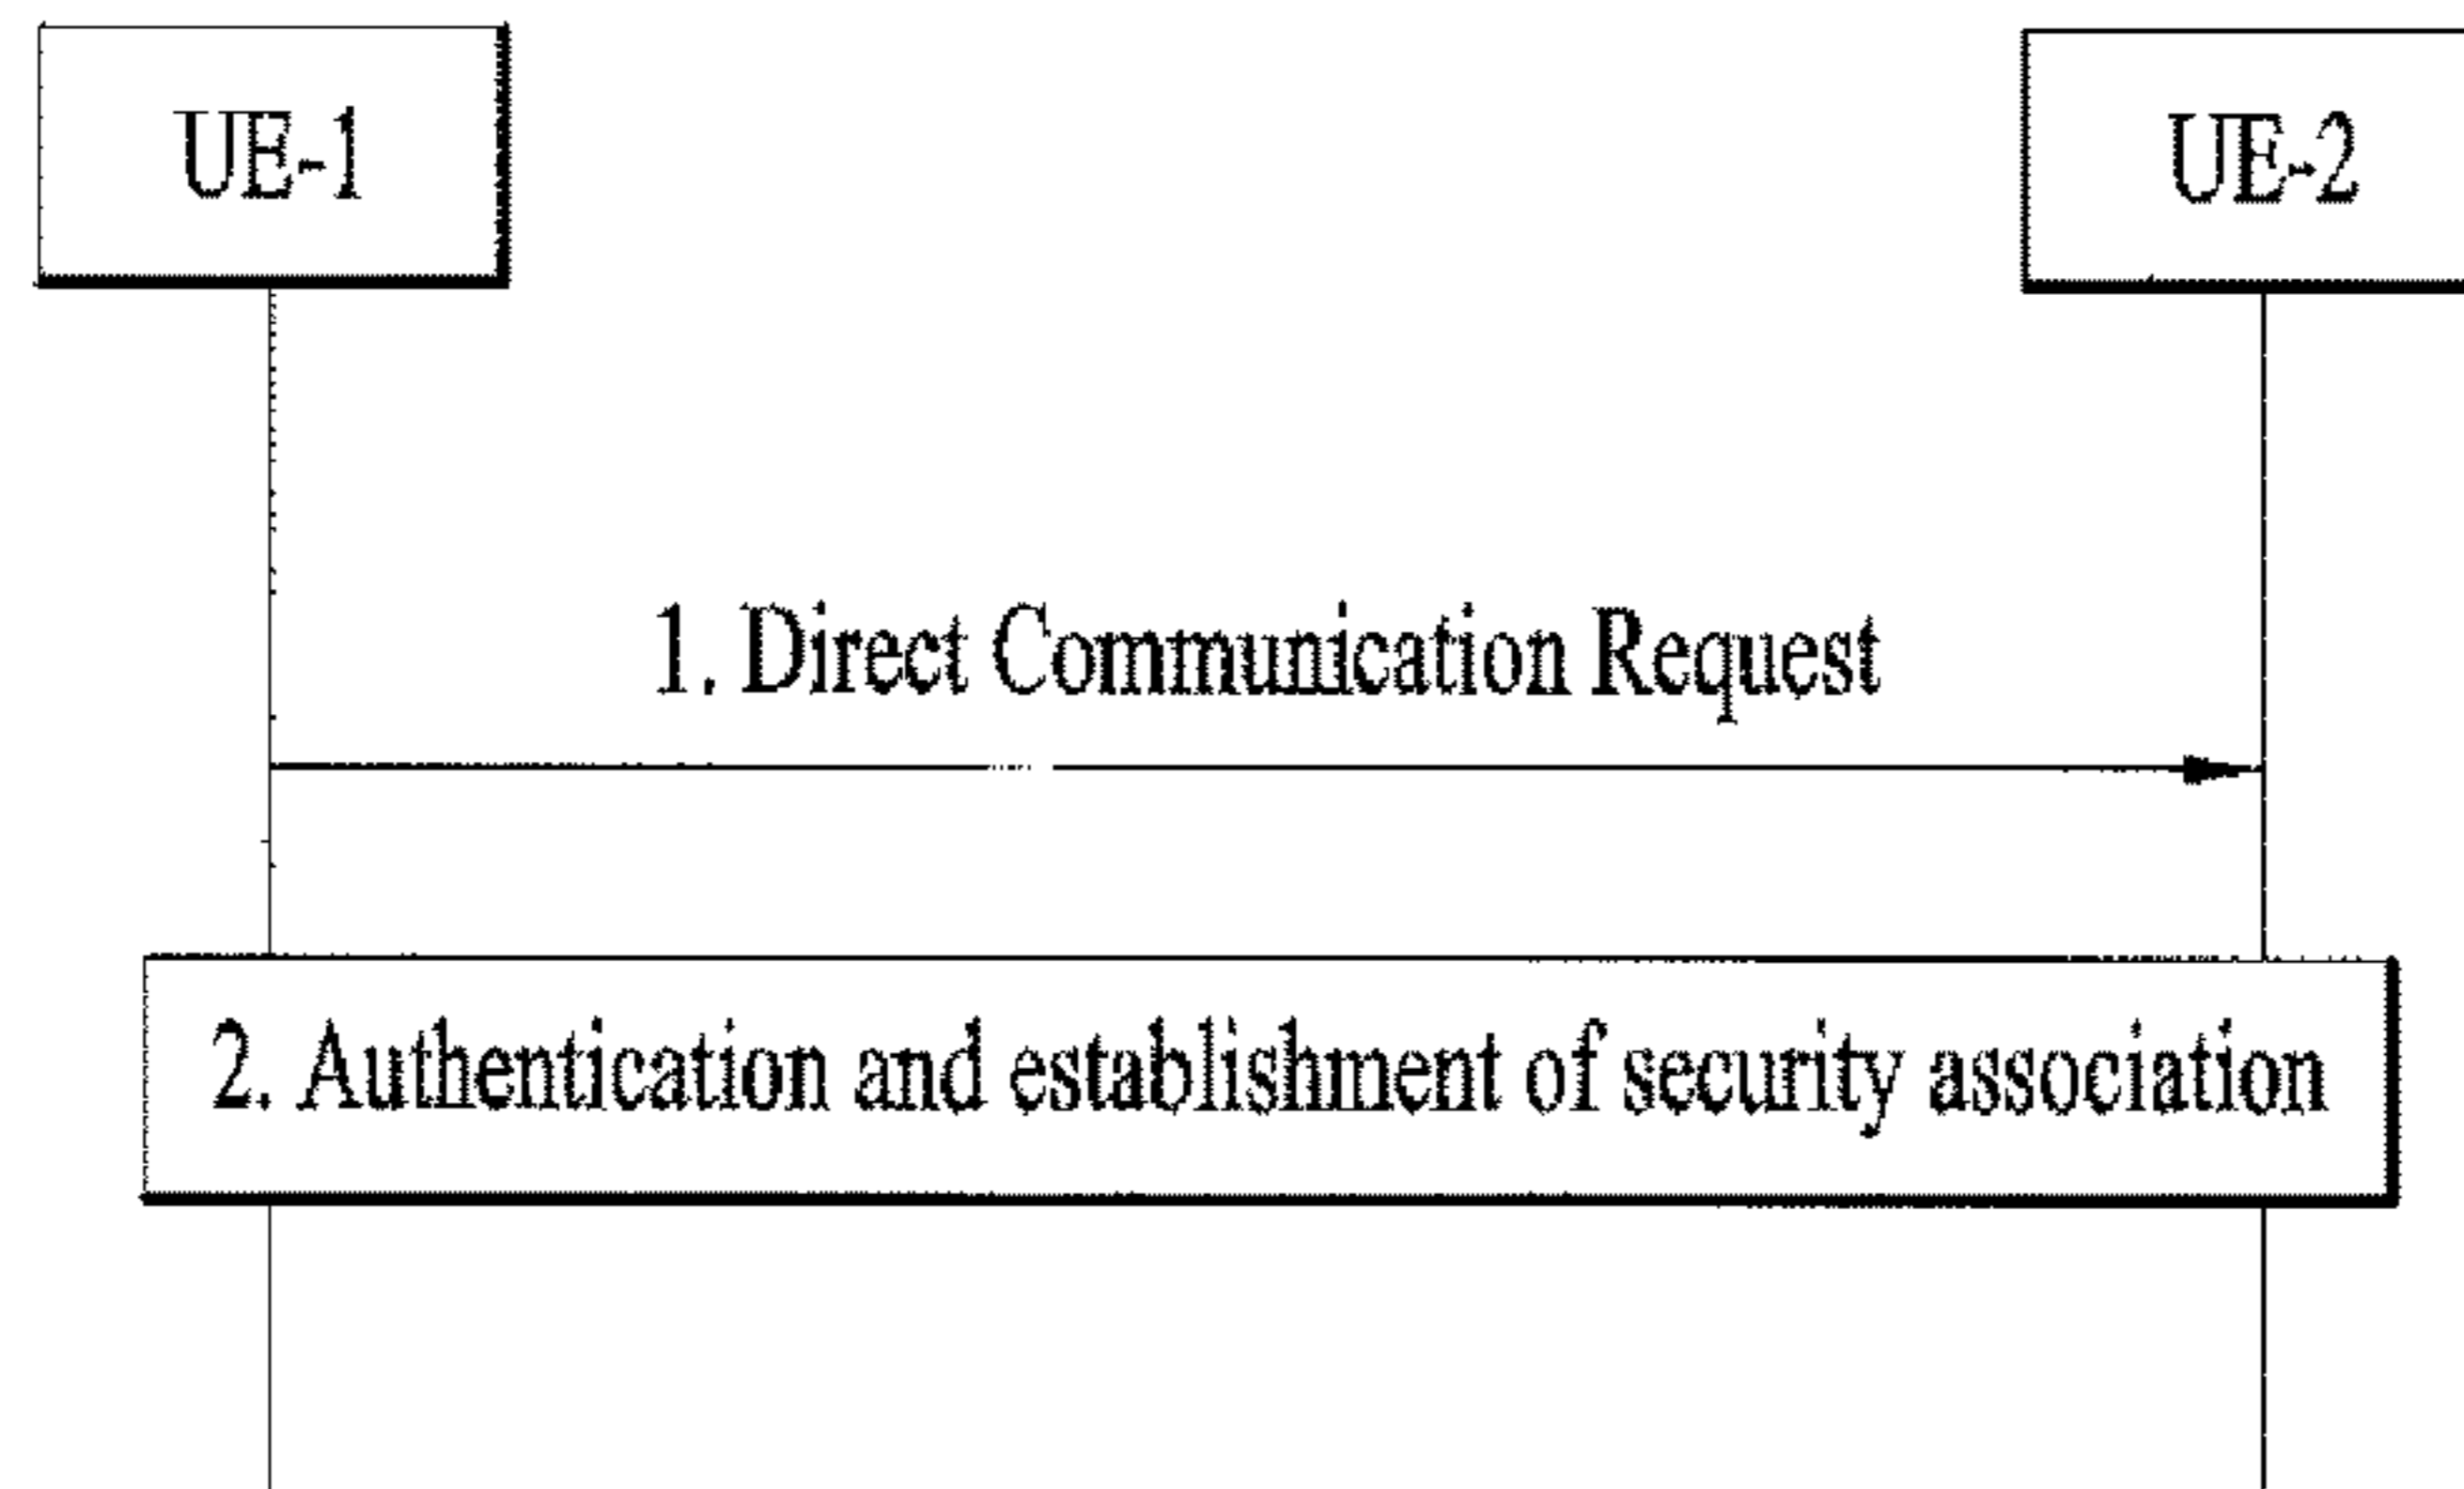 UE-1
UE-2
1. Direct Communication Request
2. Authentication and establishment of security association